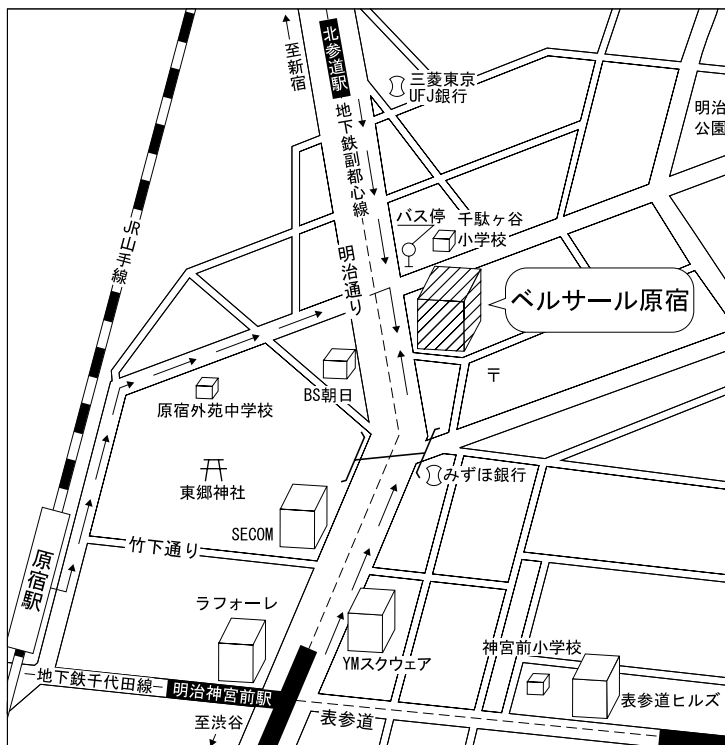 至新宿
北参道駅
三菱東京
UFJ銀行
明治
公園
地下鉄副都心線
JR山手線
バス停
千駄ヶ谷
小学校
明治通り
ベルサール原宿
〒
BS朝日
原宿外苑中学校
東郷神社
みずほ銀行
SECOM
竹下通り
原宿駅
ラフォーレ
YMスクウェア
神宮前小学校
地下鉄千代田線
明治神宮前駅
表参道ヒルズ
至渋谷
表参道